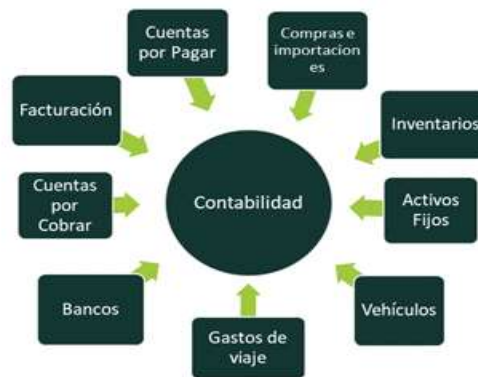 Cuentas
por Pagar
Compras e
importacion
es
Facturación
Inventarios
Cuentas
por
Cobrar
Contabilidad
Activos
Fijos
Bancos
Vehículos
Gastos de
viaje